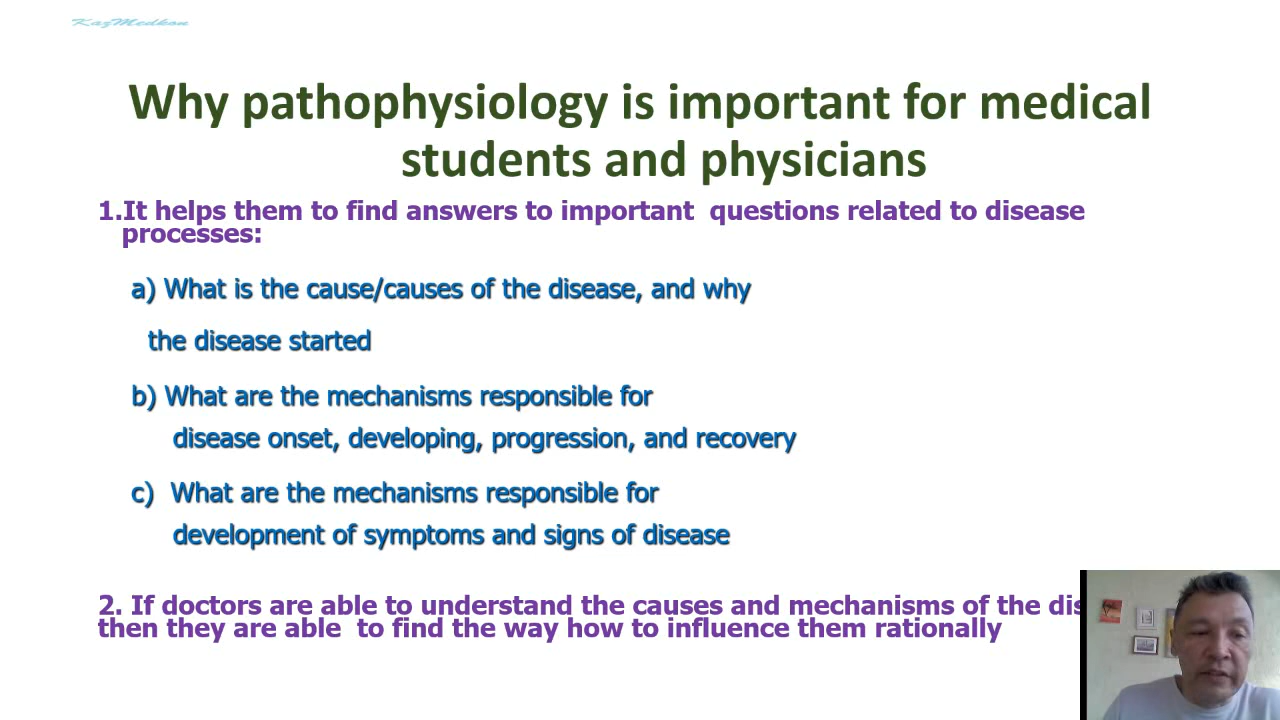 KazMedkon
Why pathophysiology is important for medical
students and physicians
1.It helps them to find answers to important  questions related to disease
processes:
a) What is the cause/causes of the disease, and why
the disease started
b) What are the mechanisms responsible for
disease onset, developing, progression, and recovery
c)  What are the mechanisms responsible for
development of symptoms and signs of disease
2. If doctors are able to understand the causes and mechanisms of the dis
then they are able  to find the way how to influence them rationally